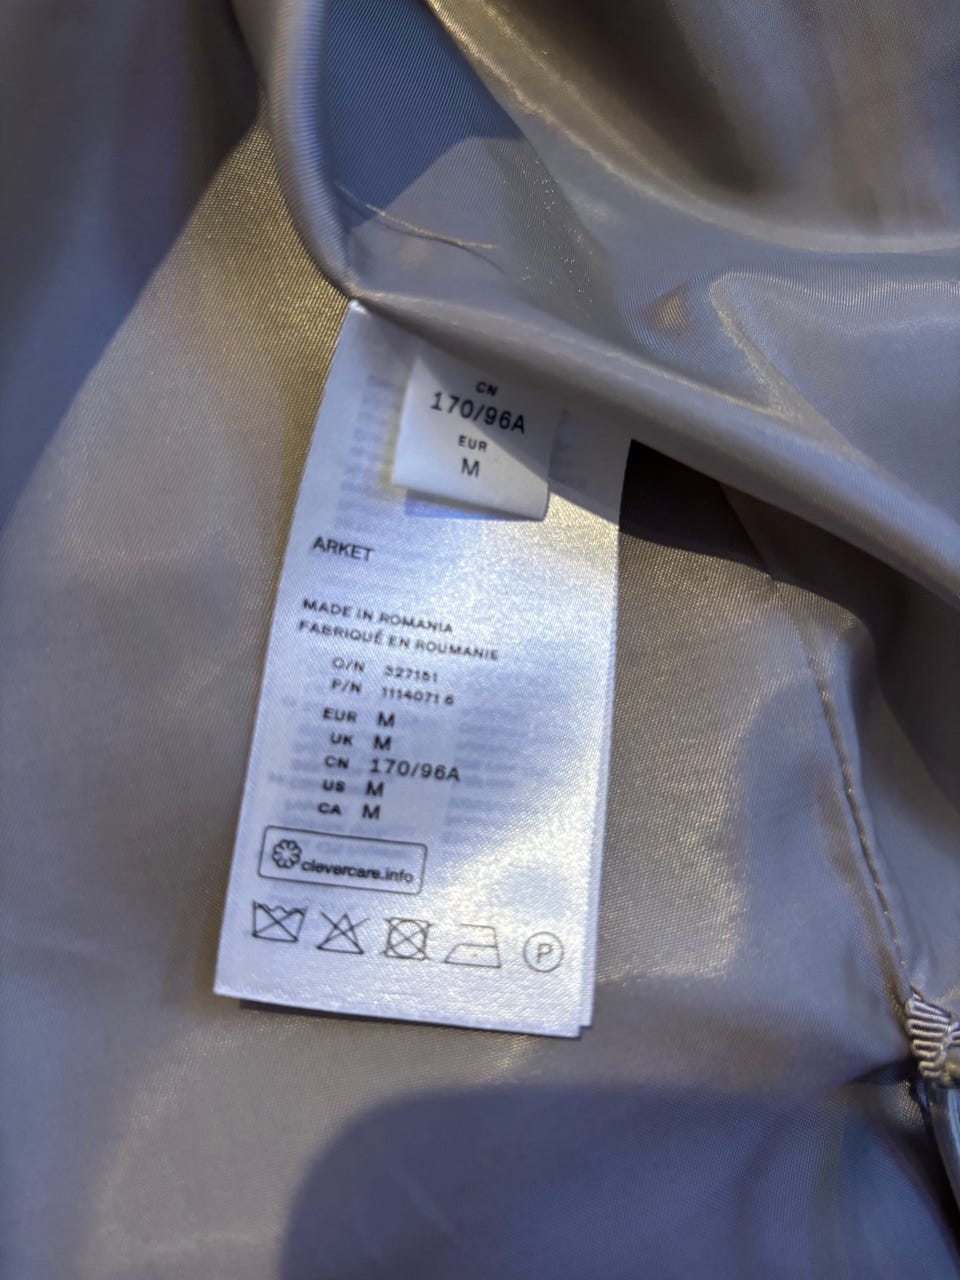 CN
170/96A
EUR
M
ARKET
MADE IN ROMANIA
FABRIQUÉ EN ROUMANIE
O/N 327151
P/N 1114071 6
EUR M
UK M
CN 170/96A
US M
CA M
clevercare.info
P